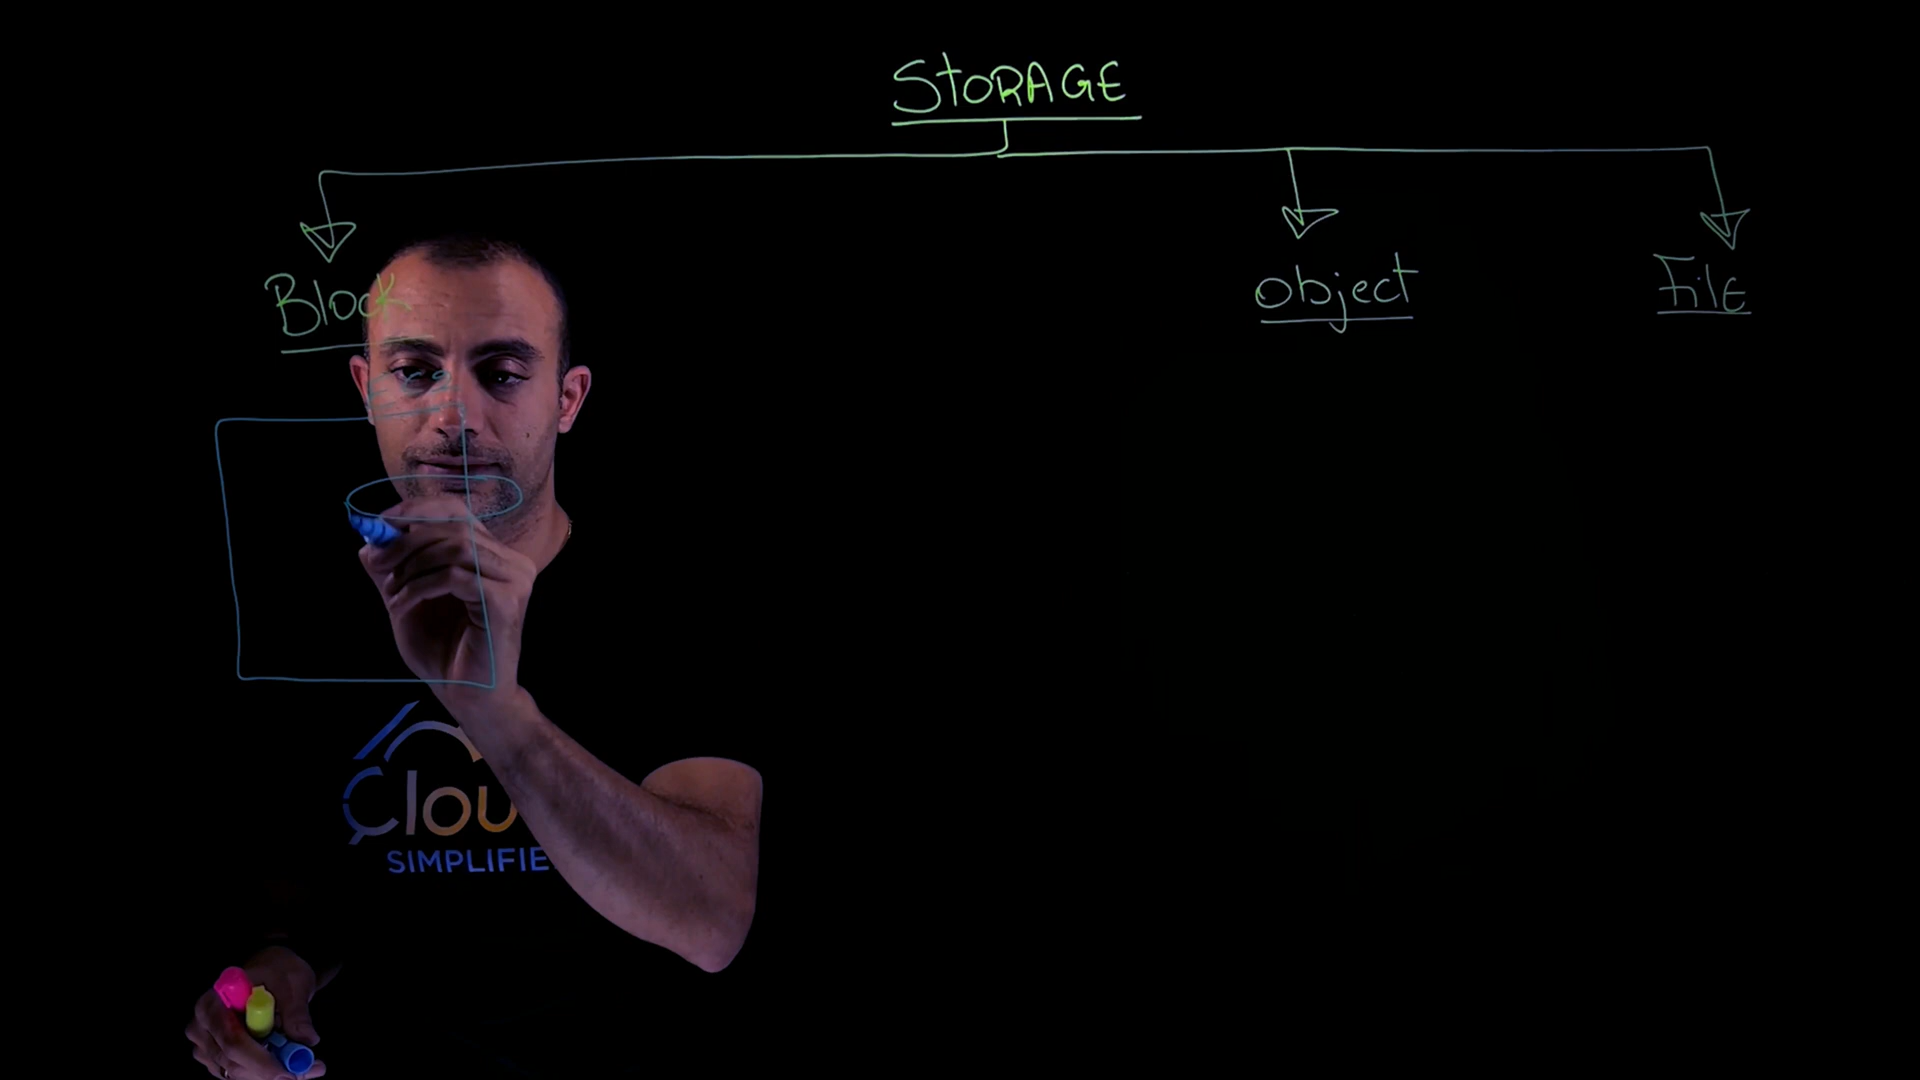 StORAGE
Block
object
FilE
Clou
SIMPLIFIE